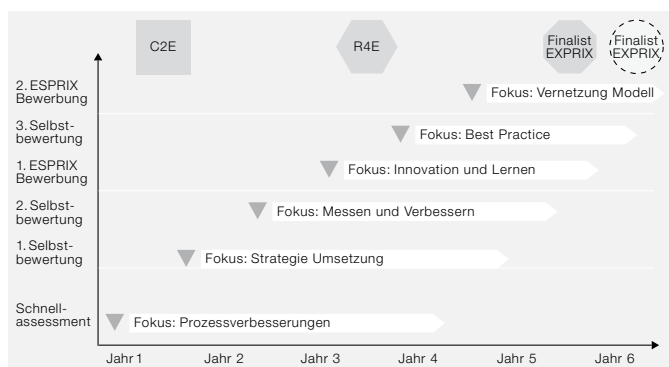 C2E
R4E
Finalist
EXPRIX
Finalist
EXPRIX
2. ESPRIX
Bewerbung
Fokus: Vernetzung Modell
3. Selbst-
bewertung
Fokus: Best Practice
1. ESPRIX
Bewerbung
Fokus: Innovation und Lernen
2. Selbst-
bewertung
Fokus: Messen und Verbessern
1. Selbst-
bewertung
Fokus: Strategie Umsetzung
Schnell-
assessment
Fokus: Prozessverbesserungen
Jahr 1 Jahr 2 Jahr 3 Jahr 4 Jahr 5 Jahr 6